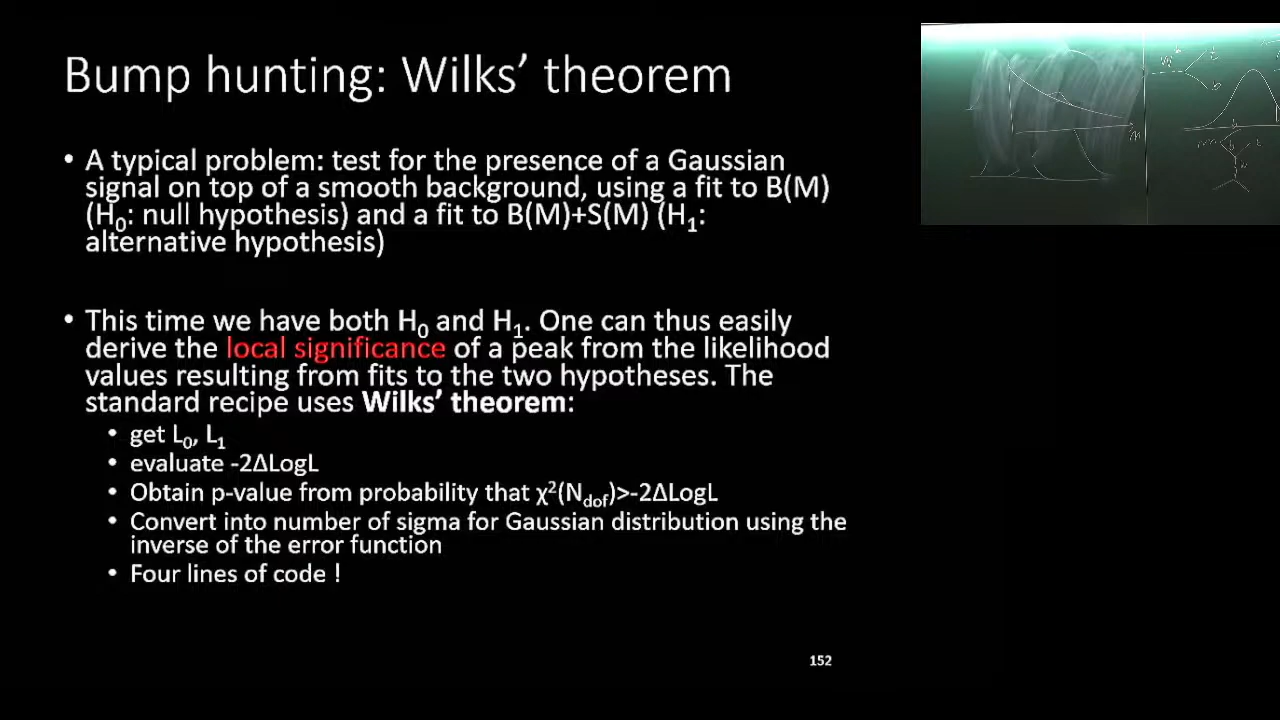 Bump hunting: Wilks’ theorem
• A typical problem: test for the presence of a Gaussian
signal on top of a smooth background, using a fit to B(M)
(H₀: null hypothesis) and a fit to B(M)+S(M) (H₁:
alternative hypothesis)
• This time we have both H₀ and H₁. One can thus easily
derive the local significance of a peak from the likelihood
values resulting from fits to the two hypotheses. The
standard recipe uses Wilks’ theorem:
• get L₀, L₁
• evaluate -2ΔLogL
• Obtain p-value from probability that χ²(Ndof)>-2ΔLogL
• Convert into number of sigma for Gaussian distribution using the
inverse of the error function
• Four lines of code !
152